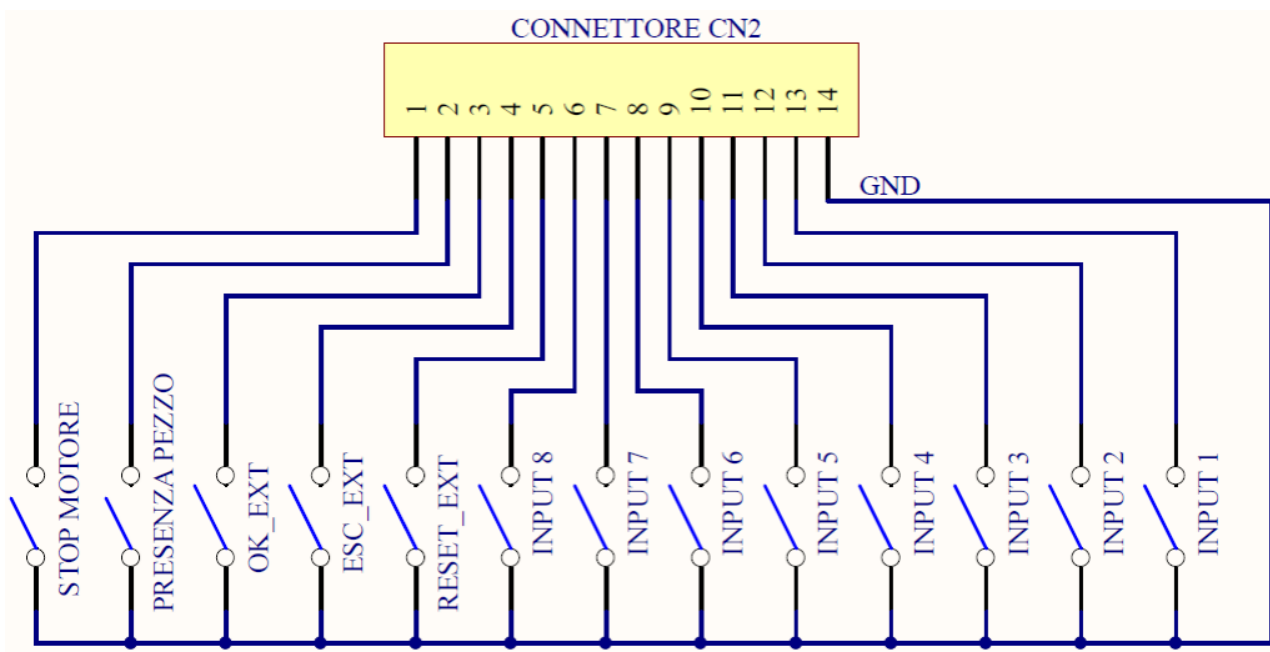 CONNETTORE CN2
1 2 3 4 5 6 7 8 9 10 11 12 13 14
GND
STOP MOTORE
PRESENZA PEZZO
OK_EXT
ESC_EXT
RESET_EXT
INPUT 8
INPUT 7
INPUT 6
INPUT 5
INPUT 4
INPUT 3
INPUT 2
INPUT 1